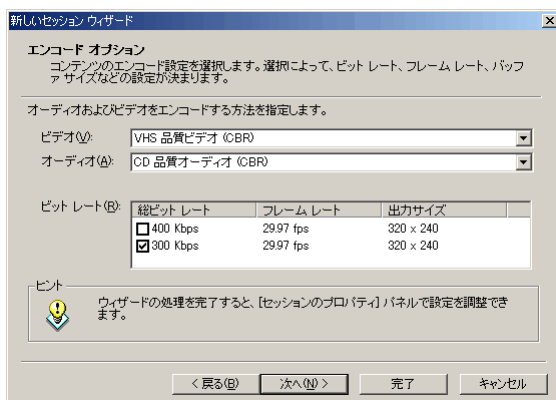 新しいセッション ウィザード
エンコード オプション
コンテンツのエンコード設定を選択します。選択によって、ビット レート、フレーム レート、バッフ
ァ サイズなどの設定が決まります。
オーディオおよびビデオをエンコードする方法を指定します。
ビデオ(V): VHS 品質ビデオ (CBR)
オーディオ(A): CD 品質オーディオ (CBR)
ビット レート(R): 総ビット レート フレーム レート 出力サイズ
400 Kbps 29.97 fps 320 x 240
300 Kbps 29.97 fps 320 x 240
ヒント
ウィザードの処理を完了すると、[セッションのプロパティ] パネルで設定を調整でき
ます。
< 戻る(B) 次へ(N) > 完了 キャンセル